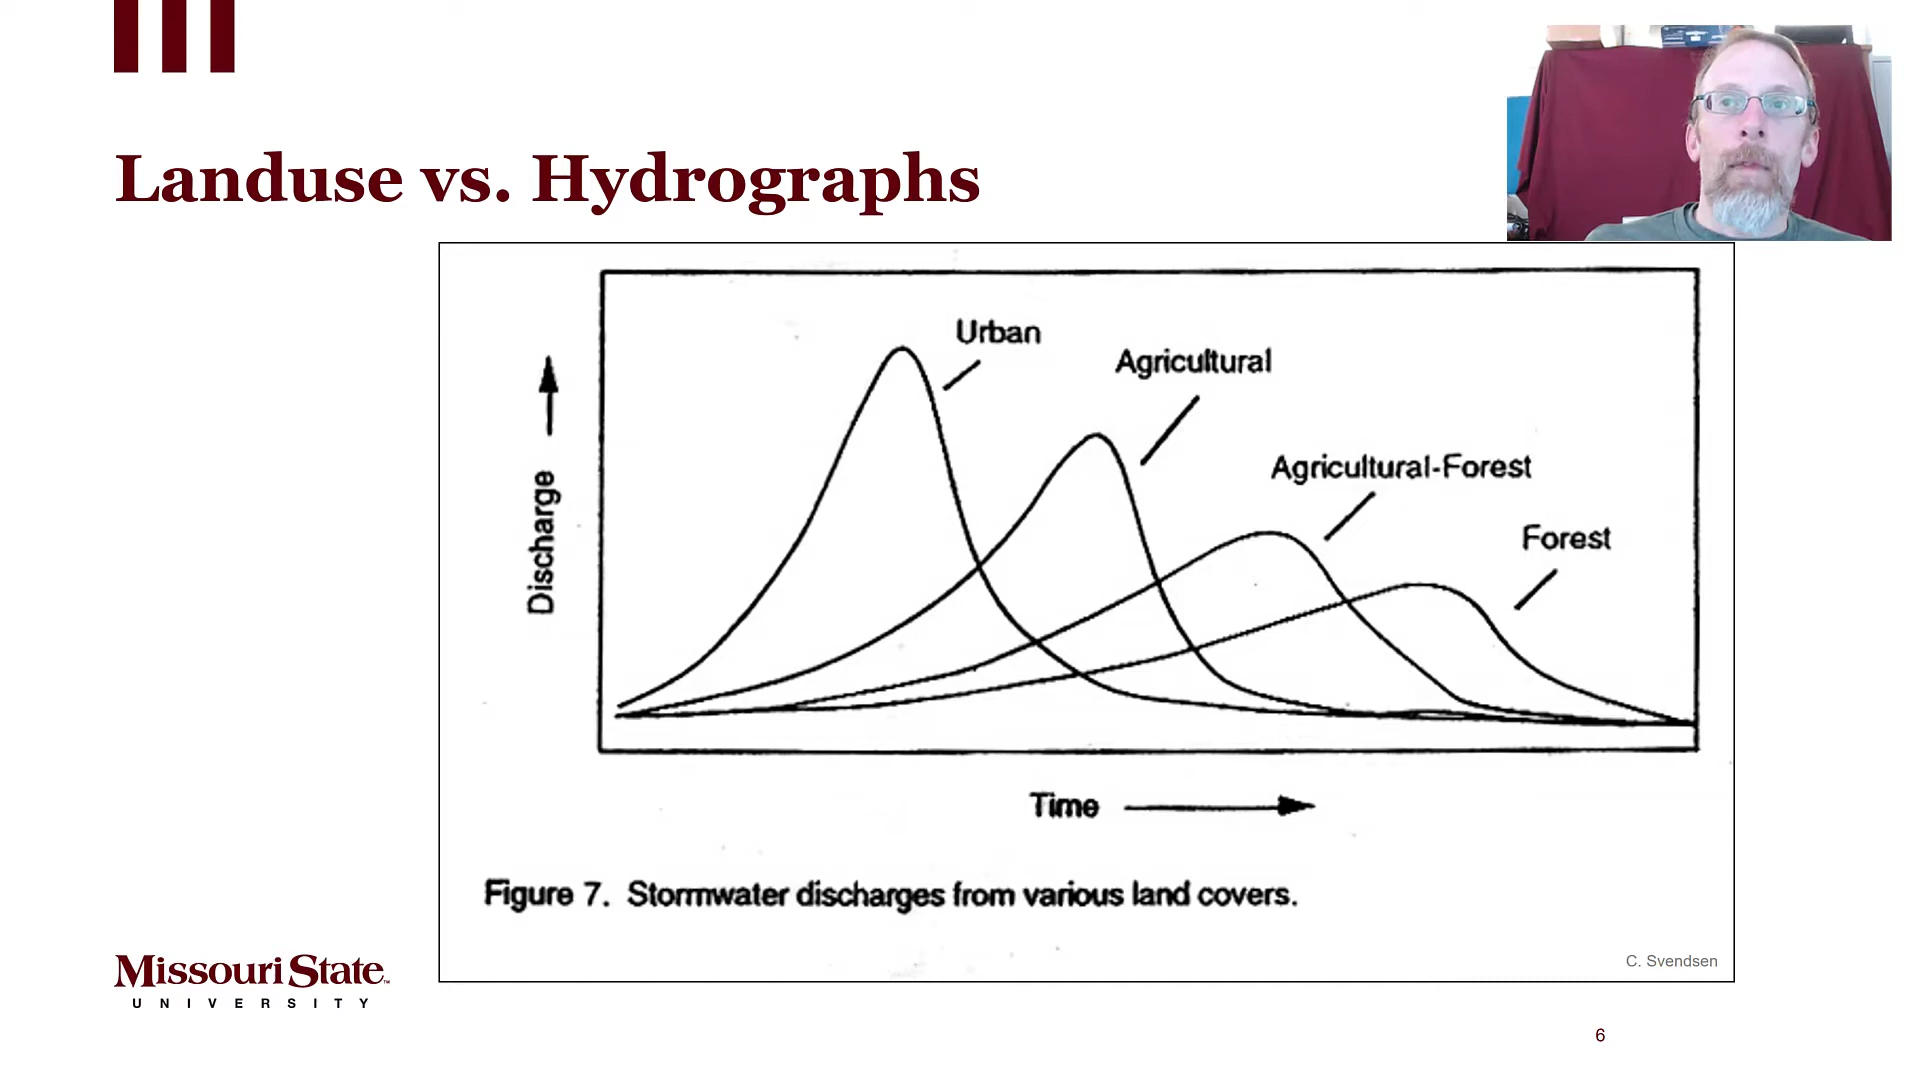 Landuse vs. Hydrographs
Urban
Agricultural
Agricultural-Forest
Forest
Discharge
Time
Figure 7. Stormwater discharges from various land covers.
C. Svendsen
Missouri State™
UNIVERSITY
6